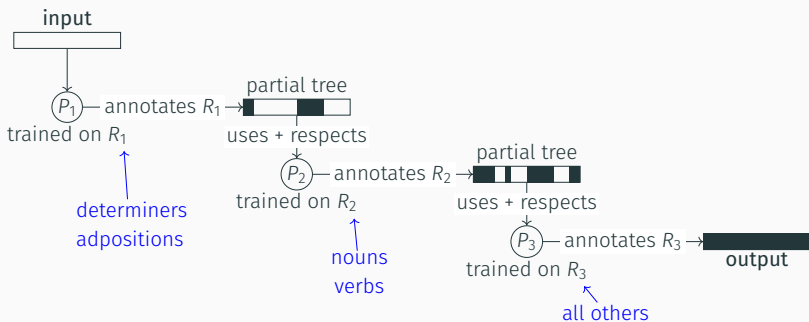 input
P1 annotates R1
trained on R1
determiners
adpositions
partial tree
uses + respects
P2 annotates R2
trained on R2
nouns
verbs
partial tree
uses + respects
P3 annotates R3
trained on R3
all others
output